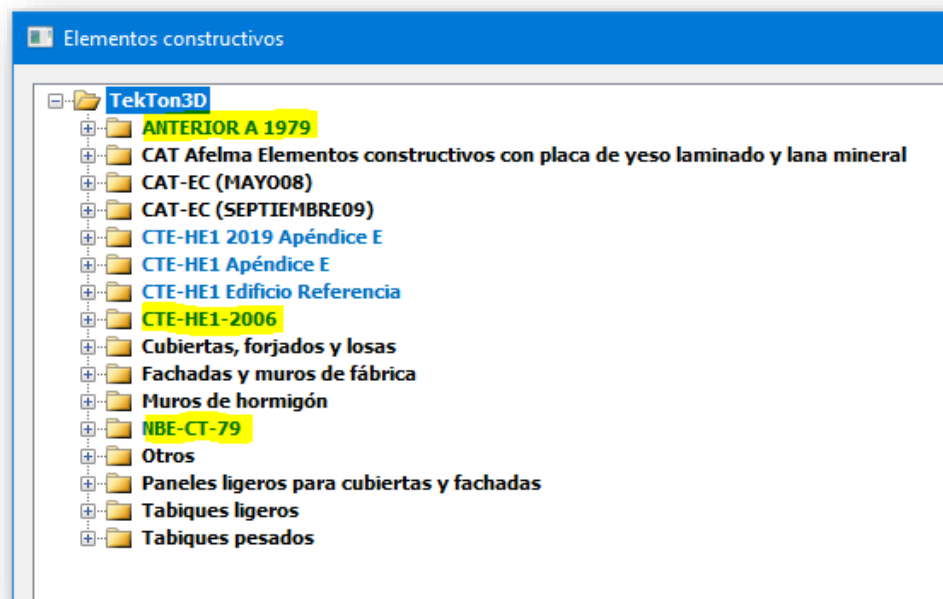 Elementos constructivos
TekTon3D
ANTERIOR A 1979
CAT Afelma Elementos constructivos con placa de yeso laminado y lana mineral
CAT-EC (MAYO08)
CAT-EC (SEPTIEMBRE09)
CTE-HE1 2019 Apéndice E
CTE-HE1 Apéndice E
CTE-HE1 Edificio Referencia
CTE-HE1-2006
Cubiertas, forjados y losas
Fachadas y muros de fábrica
Muros de hormigón
NBE-CT-79
Otros
Paneles ligeros para cubiertas y fachadas
Tabiques ligeros
Tabiques pesados